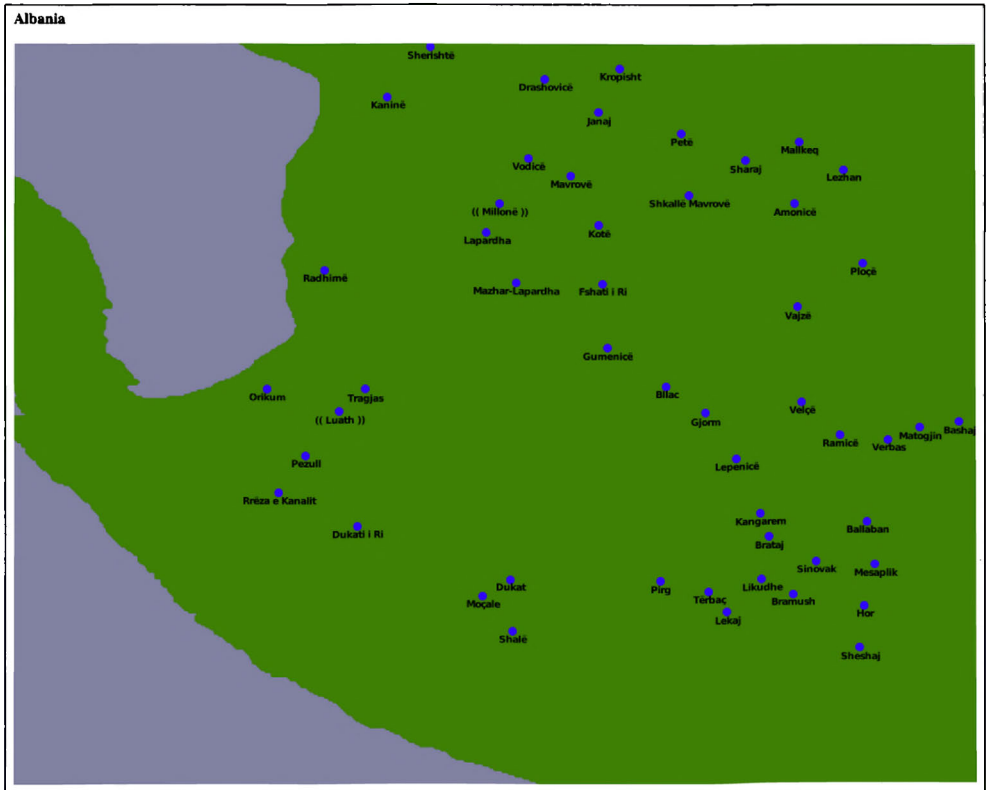 Albania
Sherishtë
Kropisht
Drashovicë
Kaninë
Janaj
Petë
Mallkeq
Sharaj
Vodicë
Lezhan
Mavrovë
Shkallë Mavrovë
(( Millonë ))
Amonicë
Kotë
Lapardha
Ploçë
Radhimë
Mazhar-Lapardha
Fshati i Ri
Vajzë
Gumenicë
Bllac
Orikum
Tragjas
Velçë
(( Luath ))
Gjorm
Bashaj
Matogjin
Ramicë
Verbas
Pezull
Lepenicë
Rrëza e Kanalit
Kangarem
Ballaban
Dukati i Ri
Brataj
Sinovak
Mesaplik
Dukat
Likudhe
Pirg
Moçale
Tërbaç
Bramush
Hor
Lekaj
Shalë
Sheshaj